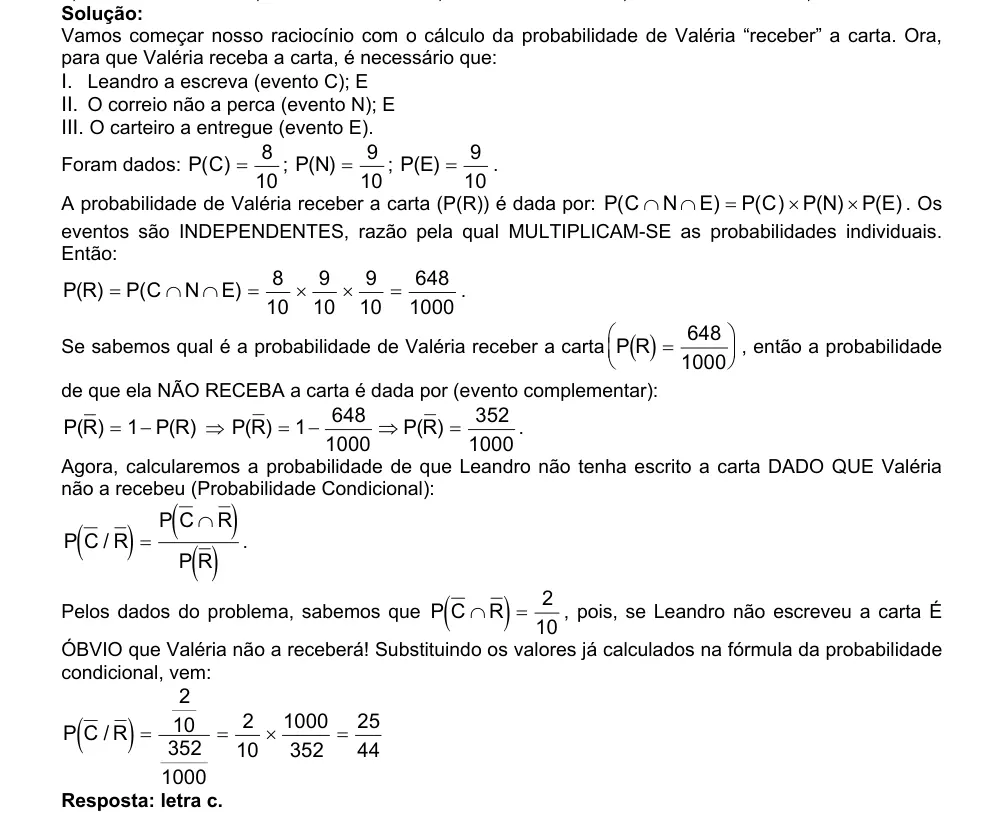 Solução:
Vamos começar nosso raciocínio com o cálculo da probabilidade de Valéria “receber” a carta. Ora,
para que Valéria receba a carta, é necessário que:
I. Leandro a escreva (evento C); E
II. O correio não a perca (evento N); E
III. O carteiro a entregue (evento E).
Foram dados: P(C) = 8/10; P(N) = 9/10; P(E) = 9/10.
A probabilidade de Valéria receber a carta (P(R)) é dada por: P(C ∩ N ∩ E) = P(C) × P(N) × P(E). Os
eventos são INDEPENDENTES, razão pela qual MULTIPLICAM-SE as probabilidades individuais.
Então:
P(R) = P(C ∩ N ∩ E) = 8/10 × 9/10 × 9/10 = 648/1000.
Se sabemos qual é a probabilidade de Valéria receber a carta (P(R) = 648/1000), então a probabilidade
de que ela NÃO RECEBA a carta é dada por (evento complementar):
P(R̅) = 1 − P(R) ⇒ P(R̅) = 1 − 648/1000 ⇒ P(R̅) = 352/1000.
Agora, calcularemos a probabilidade de que Leandro não tenha escrito a carta DADO QUE Valéria
não a recebeu (Probabilidade Condicional):
P(C̅ / R̅) = P(C̅ ∩ R̅) / P(R̅).
Pelos dados do problema, sabemos que P(C̅ ∩ R̅) = 2/10, pois, se Leandro não escreveu a carta É
ÓBVIO que Valéria não a receberá! Substituindo os valores já calculados na fórmula da probabilidade
condicional, vem:
P(C̅ / R̅) = (2/10) / (352/1000) = 2/10 × 1000/352 = 25/44
Resposta: letra c.